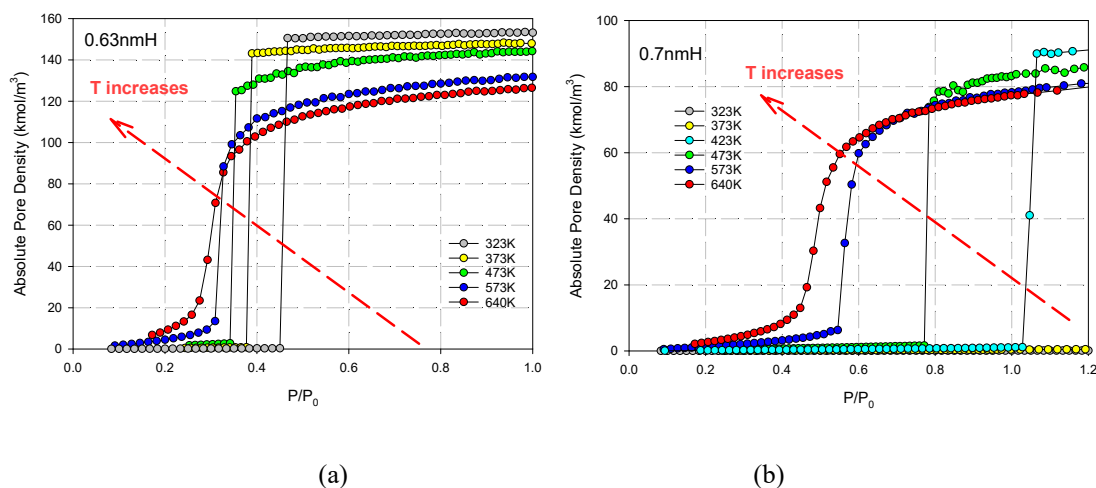 0.63nmH
T increases
Absolute Pore Density (kmol/m³)
160
140
120
100
80
60
40
20
0
323K
373K
473K
573K
640K
0.0 0.2 0.4 0.6 0.8 1.0
P/P₀
(a)
0.7nmH
T increases
Absolute Pore Density (kmol/m³)
100
80
60
40
20
0
323K
373K
423K
473K
573K
640K
0.0 0.2 0.4 0.6 0.8 1.0 1.2
P/P₀
(b)